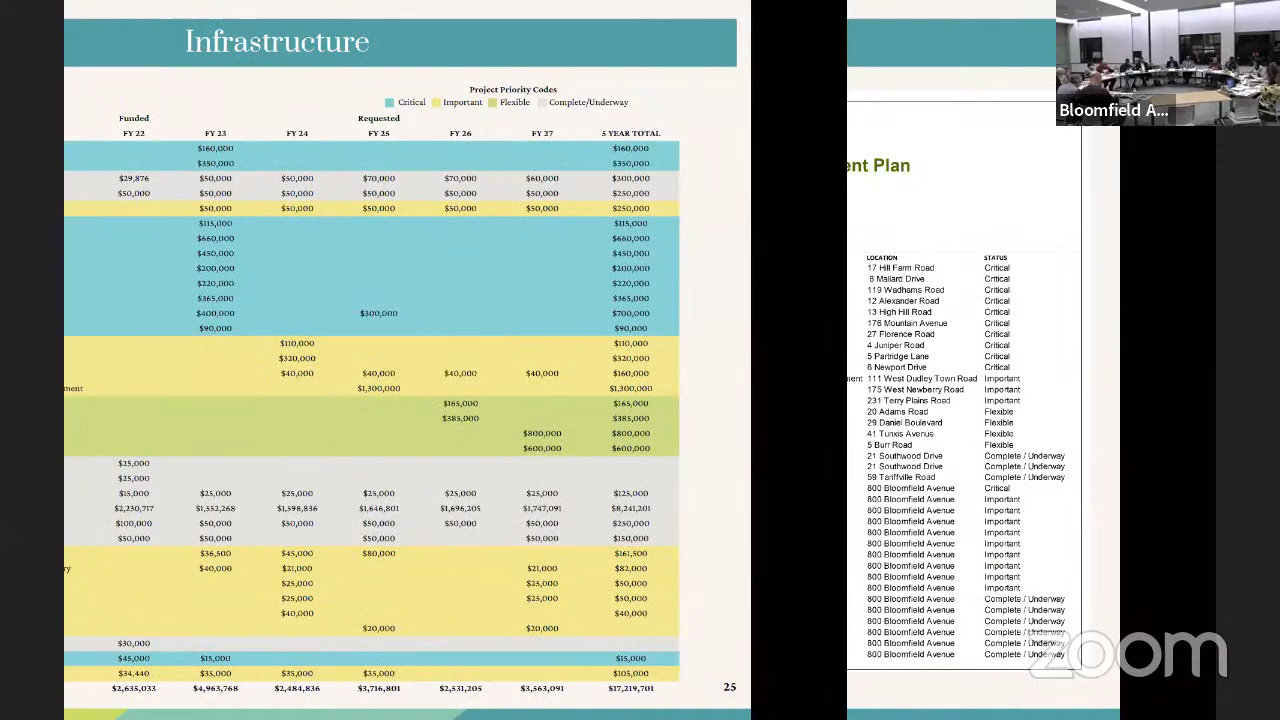 Infrastructure
Project Priority Codes
Critical Important Flexible Complete/Underway
Funded Requested
FY 22 FY 23 FY 24 FY 25 FY 26 FY 27 5 YEAR TOTAL
$160,000 $160,000
$350,000 $350,000
$29,876 $50,000 $50,000 $70,000 $70,000 $60,000 $300,000
$50,000 $50,000 $50,000 $50,000 $50,000 $50,000 $250,000
$50,000 $50,000 $50,000 $50,000 $50,000 $250,000
$115,000 $115,000
$660,000 $660,000
$450,000 $450,000
$200,000 $200,000
$220,000 $220,000
$365,000 $365,000
$400,000 $300,000 $700,000
$90,000 $90,000
$110,000 $110,000
$320,000 $320,000
$40,000 $40,000 $40,000 $40,000 $160,000
ment $1,300,000 $1,300,000
$165,000 $165,000
$385,000 $385,000
$800,000 $800,000
$600,000 $600,000
$25,000
$25,000
$15,000 $25,000 $25,000 $25,000 $25,000 $25,000 $125,000
$2,230,717 $1,552,268 $1,598,836 $1,646,801 $1,696,205 $1,747,091 $8,241,201
$100,000 $50,000 $50,000 $50,000 $50,000 $50,000 $250,000
$50,000 $50,000 $50,000 $50,000 $150,000
$36,500 $45,000 $80,000 $161,500
ry $40,000 $21,000 $21,000 $82,000
$25,000 $25,000 $50,000
$25,000 $25,000 $50,000
$40,000 $40,000
$20,000 $20,000
$30,000
$45,000 $15,000 $15,000
$34,440 $35,000 $35,000 $35,000 $105,000
$2,635,033 $4,963,768 $2,484,836 $3,716,801 $2,531,205 $3,563,091 $17,219,701
25
Bloomfield A...
ent Plan
LOCATION STATUS
17 Hill Farm Road Critical
8 Mallard Drive Critical
119 Wadhams Road Critical
12 Alexander Road Critical
13 High Hill Road Critical
176 Mountain Avenue Critical
27 Florence Road Critical
4 Juniper Road Critical
5 Partridge Lane Critical
6 Newport Drive Critical
ment 111 West Dudley Town Road Important
175 West Newberry Road Important
231 Terry Plains Road Important
20 Adams Road Flexible
29 Daniel Boulevard Flexible
41 Tunxis Avenue Flexible
5 Burr Road Flexible
21 Southwood Drive Complete / Underway
21 Southwood Drive Complete / Underway
59 Tariffville Road Complete / Underway
800 Bloomfield Avenue Critical
800 Bloomfield Avenue Important
800 Bloomfield Avenue Important
800 Bloomfield Avenue Important
800 Bloomfield Avenue Important
800 Bloomfield Avenue Important
800 Bloomfield Avenue Important
800 Bloomfield Avenue Important
800 Bloomfield Avenue Important
800 Bloomfield Avenue Important
800 Bloomfield Avenue Complete / Underway
800 Bloomfield Avenue Complete / Underway
800 Bloomfield Avenue Complete / Underway
800 Bloomfield Avenue Complete / Underway
800 Bloomfield Avenue Complete / Underway
800 Bloomfield Avenue Complete / Underway
zoom